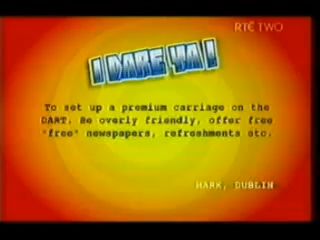 RTÉ TWO
I DARE YA!
To set up a premium carriage on the
DART. Be overly friendly, offer free
"free" newspapers, refreshments etc.
MARK, DUBLIN